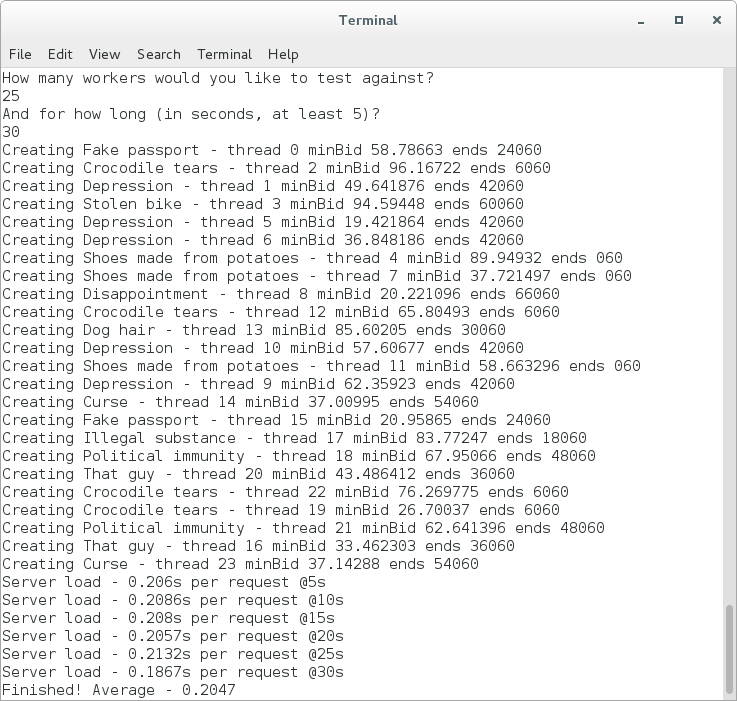 Terminal
File Edit View Search Terminal Help
How many workers would you like to test against?
25
And for how long (in seconds, at least 5)?
30
Creating Fake passport - thread 0 minBid 58.78663 ends 24060
Creating Crocodile tears - thread 2 minBid 96.16722 ends 6060
Creating Depression - thread 1 minBid 49.641876 ends 42060
Creating Stolen bike - thread 3 minBid 94.59448 ends 60060
Creating Depression - thread 5 minBid 19.421864 ends 42060
Creating Depression - thread 6 minBid 36.848186 ends 42060
Creating Shoes made from potatoes - thread 4 minBid 89.94932 ends 060
Creating Shoes made from potatoes - thread 7 minBid 37.721497 ends 060
Creating Disappointment - thread 8 minBid 20.221096 ends 66060
Creating Crocodile tears - thread 12 minBid 65.80493 ends 6060
Creating Dog hair - thread 13 minBid 85.60205 ends 30060
Creating Depression - thread 10 minBid 57.60677 ends 42060
Creating Shoes made from potatoes - thread 11 minBid 58.663296 ends 060
Creating Depression - thread 9 minBid 62.35923 ends 42060
Creating Curse - thread 14 minBid 37.00995 ends 54060
Creating Fake passport - thread 15 minBid 20.95865 ends 24060
Creating Illegal substance - thread 17 minBid 83.77247 ends 18060
Creating Political immunity - thread 18 minBid 67.95066 ends 48060
Creating That guy - thread 20 minBid 43.486412 ends 36060
Creating Crocodile tears - thread 22 minBid 76.269775 ends 6060
Creating Crocodile tears - thread 19 minBid 26.70037 ends 6060
Creating Political immunity - thread 21 minBid 62.641396 ends 48060
Creating That guy - thread 16 minBid 33.462303 ends 36060
Creating Curse - thread 23 minBid 37.14288 ends 54060
Server load - 0.206s per request @5s
Server load - 0.2086s per request @10s
Server load - 0.208s per request @15s
Server load - 0.2057s per request @20s
Server load - 0.2132s per request @25s
Server load - 0.1867s per request @30s
Finished! Average - 0.2047